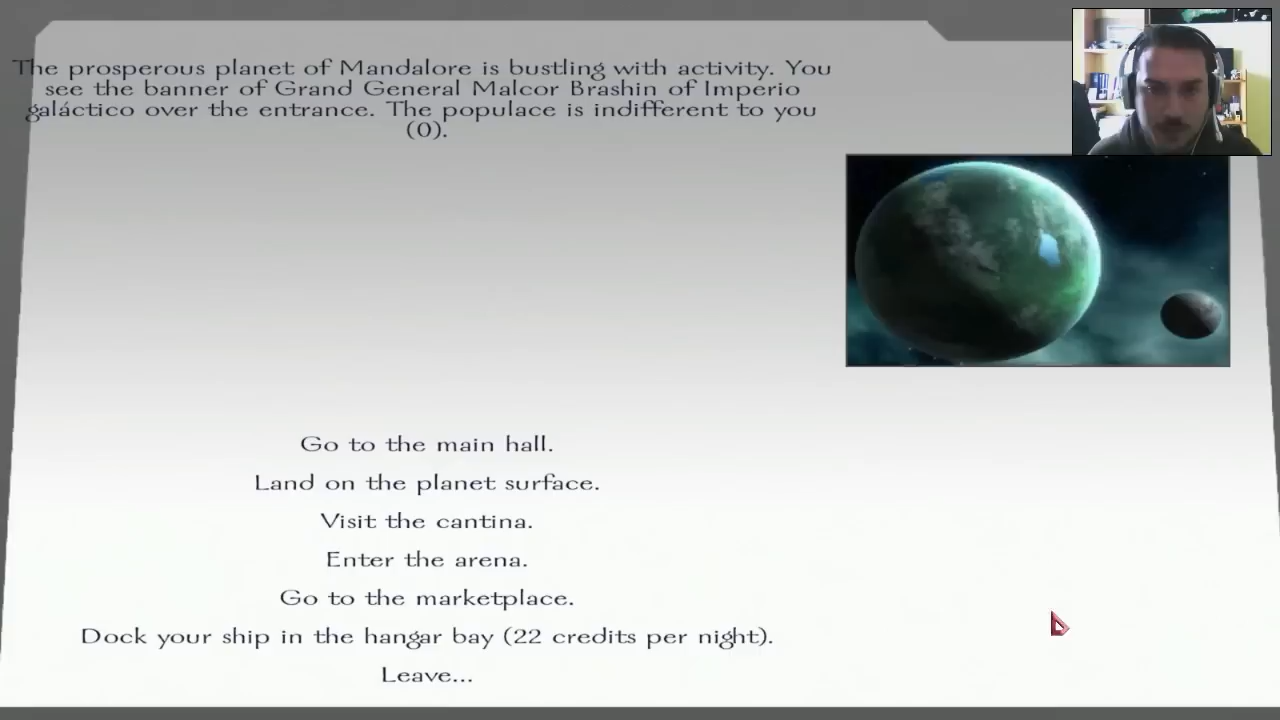 The prosperous planet of Mandalore is bustling with activity. You
see the banner of Grand General Malcor Brashin of Imperio
galáctico over the entrance. The populace is indifferent to you
(0).
Go to the main hall.
Land on the planet surface.
Visit the cantina.
Enter the arena.
Go to the marketplace.
Dock your ship in the hangar bay (22 credits per night).
Leave...